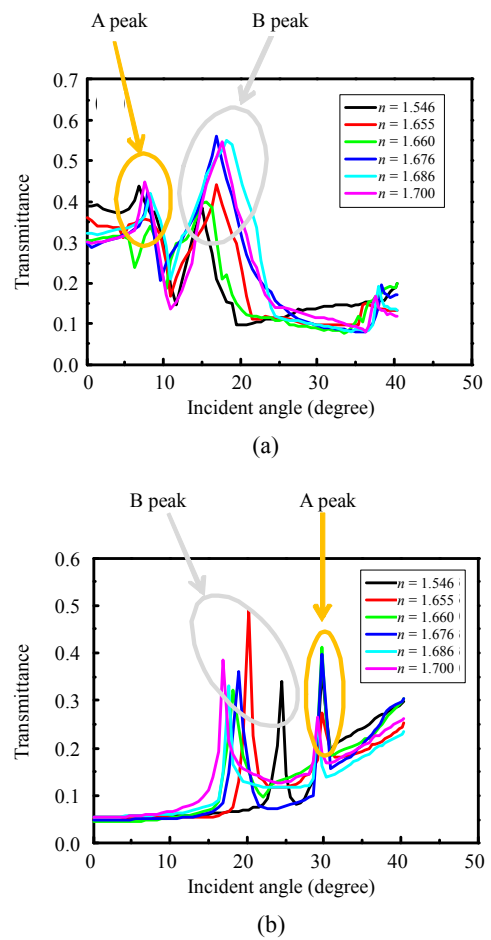 A peak
B peak
0.7
0.6
0.5
0.4
0.3
0.2
0.1
0.0
Transmittance
n = 1.546
n = 1.655
n = 1.660
n = 1.676
n = 1.686
n = 1.700
0
10
20
30
40
50
Incident angle (degree)
(a)
B peak
A peak
0.6
0.5
0.4
0.3
0.2
0.1
0.0
Transmittance
n = 1.546
n = 1.655
n = 1.660
n = 1.676
n = 1.686
n = 1.700
0
10
20
30
40
50
Incident angle (degree)
(b)